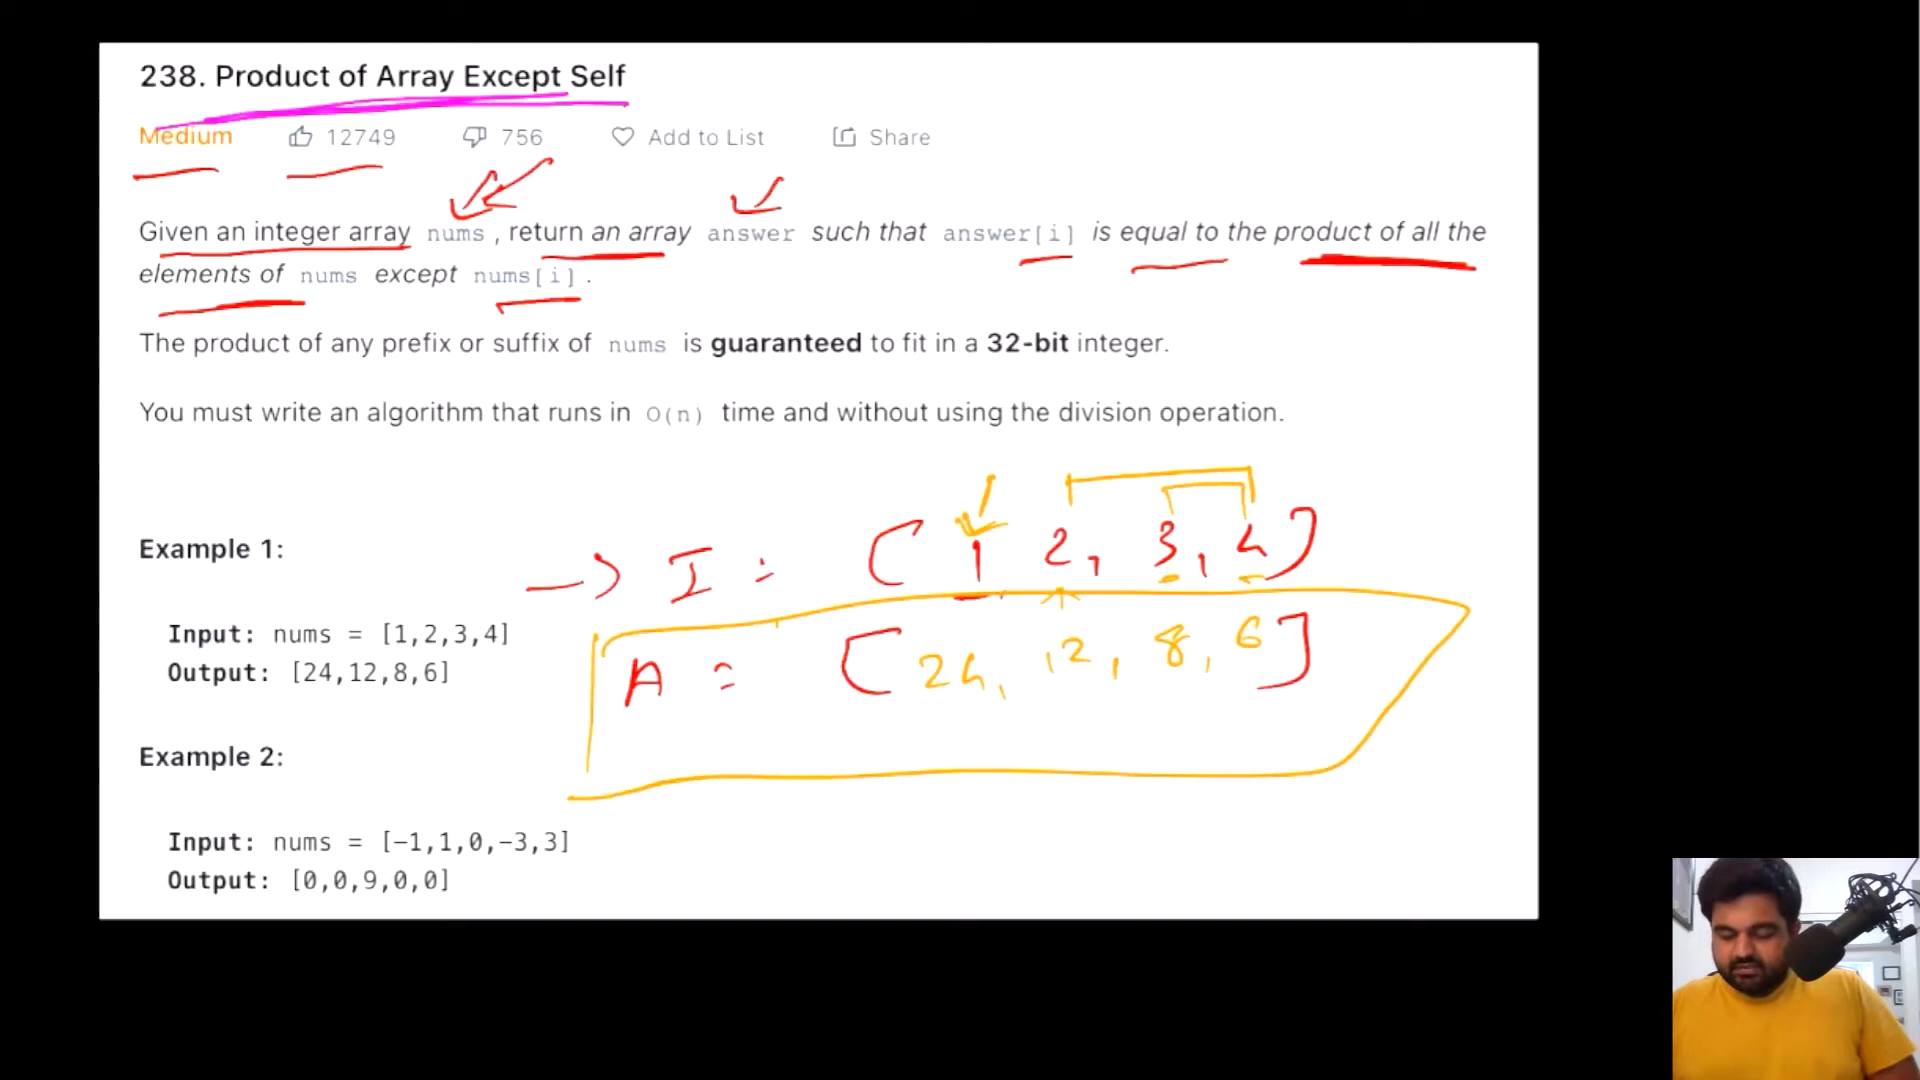 238. Product of Array Except Self
Medium 12749 756 Add to List Share
Given an integer array nums, return an array answer such that answer[i] is equal to the product of all the
elements of nums except nums[i].
The product of any prefix or suffix of nums is guaranteed to fit in a 32-bit integer.
You must write an algorithm that runs in O(n) time and without using the division operation.
Example 1:
→ I = [1 2, 3, 4]
Input: nums = [1,2,3,4]
Output: [24,12,8,6]
A = [24, 12, 8, 6]
Example 2:
Input: nums = [-1,1,0,-3,3]
Output: [0,0,9,0,0]